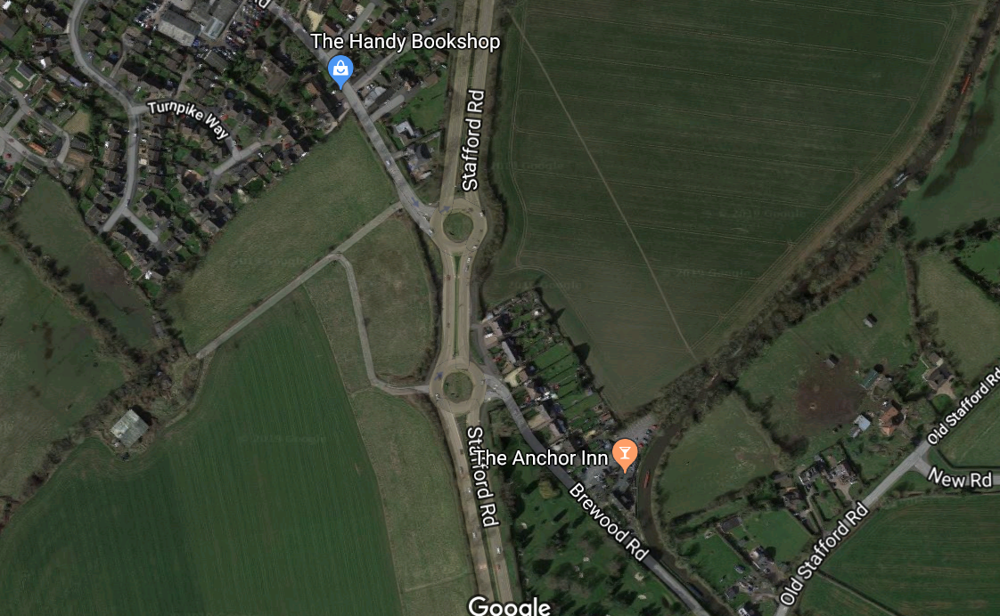 The Handy Bookshop
Turnpike Way
Stafford Rd
The Anchor Inn
Stafford Rd
Brewood Rd
Old Stafford Rd
New Rd
Old Stafford Rd
Google